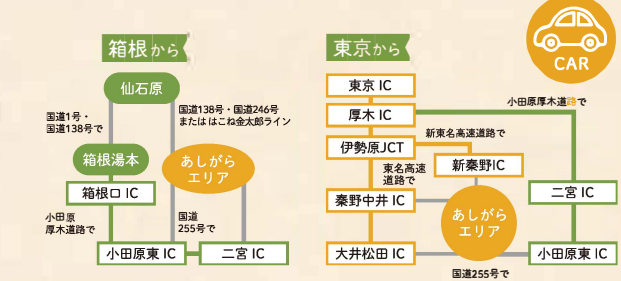 箱根から
仙石原
国道1号・
国道138号で
国道138号・国道246号
または はこね金太郎ライン
箱根湯本
あしがら
エリア
箱根口 IC
小田原
厚木道路で
国道
255号で
小田原東 IC
二宮 IC
東京から
CAR
東京 IC
小田原厚木道路で
厚木 IC
新東名高速道路で
伊勢原JCT
東名高速
道路で
新秦野IC
秦野中井 IC
二宮 IC
あしがら
エリア
大井松田 IC
小田原東 IC
国道255号で